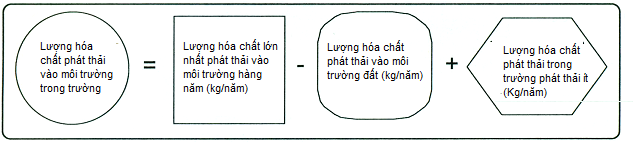 Lượng hóa
chất phát thải
vào môi trường
trong trường
=
Lượng hóa chất lớn
nhất phát thải vào
môi trường hàng
năm (kg/năm)
-
Lượng hóa chất
phát thải vào môi
trường đất (kg/năm)
+
Lượng hóa chất
phát thải trong
trường phát thải ít
(Kg/năm)